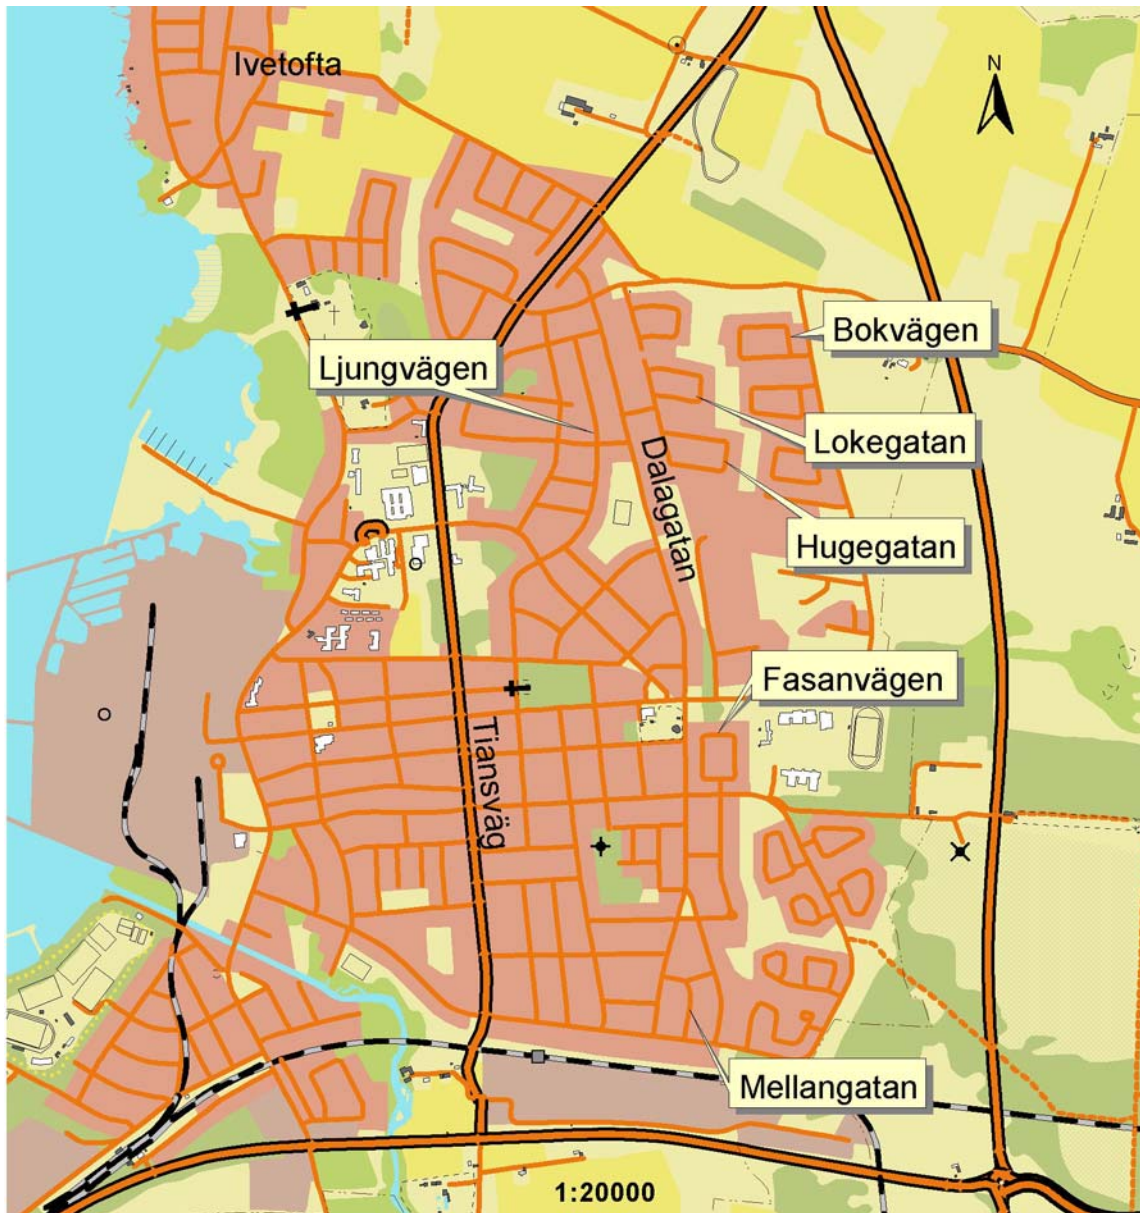 Ivetofta
N
Bokvägen
Ljungvägen
Lokegatan
Dalagatan
Hugegatan
Fasanvägen
Tiansväg
Mellangatan
1:20000